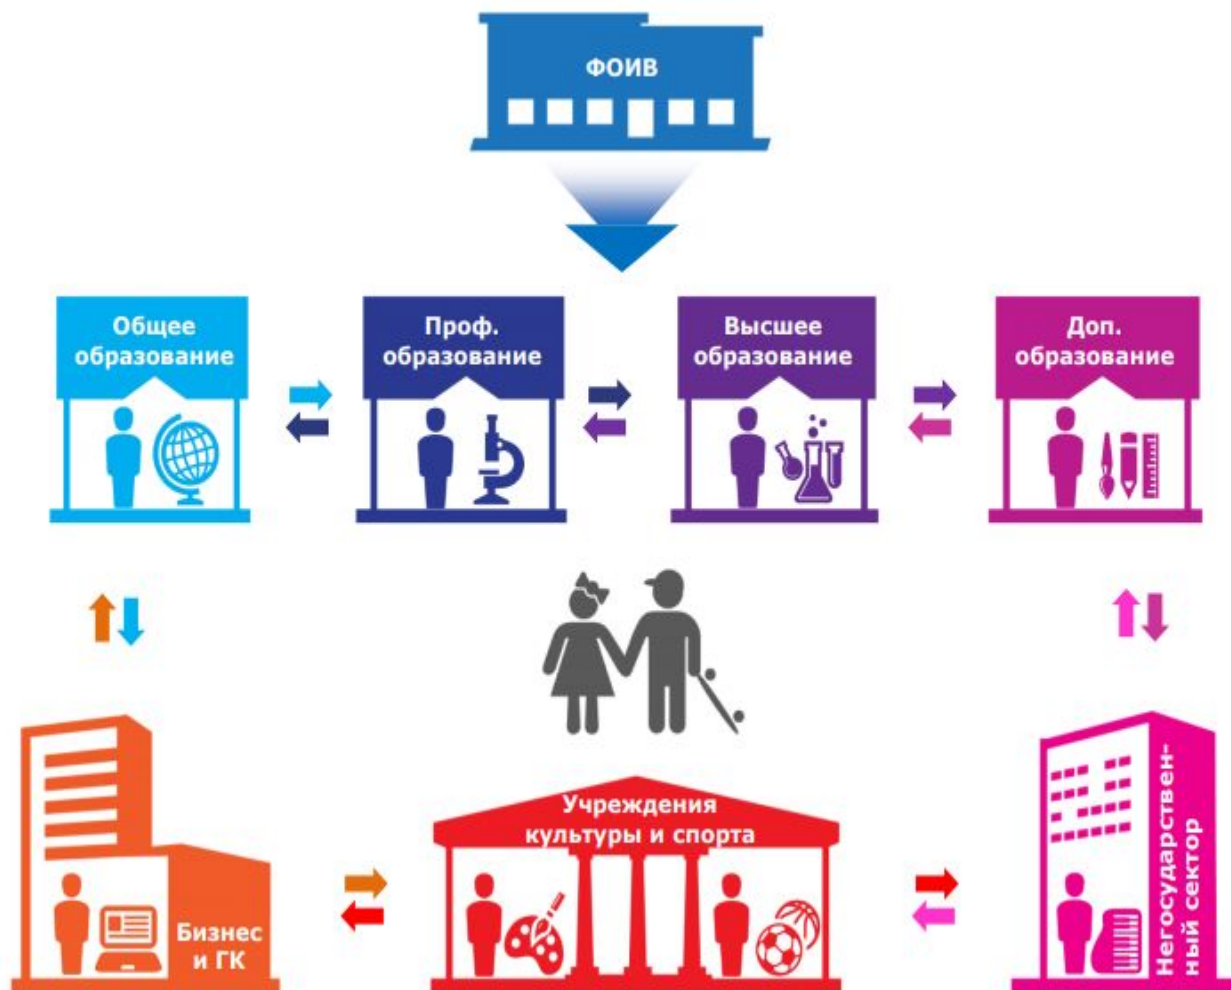 ФОИВ
Общее
образование
Проф.
образование
Высшее
образование
Доп.
образование
Бизнес
и ГК
Учреждения
культуры и спорта
Негосударствен-
ный сектор